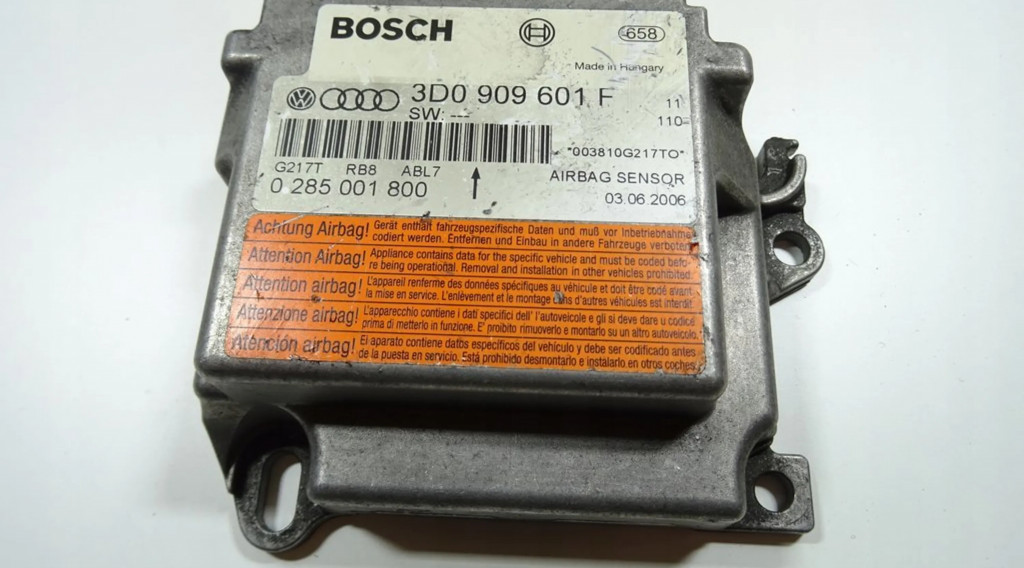 BOSCH H 658
Made in Hungary
VW 3D0 909 601 F 11
SW: --- 110
*003810G217TO*
G217T RB8 ABL7 AIRBAG SENSOR
0 285 001 800 03.06.2006
Achtung Airbag! Gerät enthält fahrzeugspezifische Daten und muß vor Inbetriebnahme
codiert werden. Entfernen und Einbau in andere Fahrzeuge verboten.
Attention Airbag! Appliance contains data for the specific vehicle and must be coded befo-
re being operational. Removal and installation in other vehicles prohibited.
Attention airbag! L'appareil renferme des données spécifiques au véhicule et doit être codé avant
la mise en service. L'enlèvement et le montage dans d'autres véhicules est interdit.
Attenzione airbag! L'apparecchio contiene i dati specifici dell' l'autoveicole e gli si deve dare u codice
prima di metterlo in funzione. E' proibito rimuoverlo e montarlo su un altro autoveicolo.
Atención airbag! El aparato contiene datos específicos del vehículo y debe ser codificado antes
de la puesta en servicio. Está prohibido desmontarlo e instalarlo en otros coches.